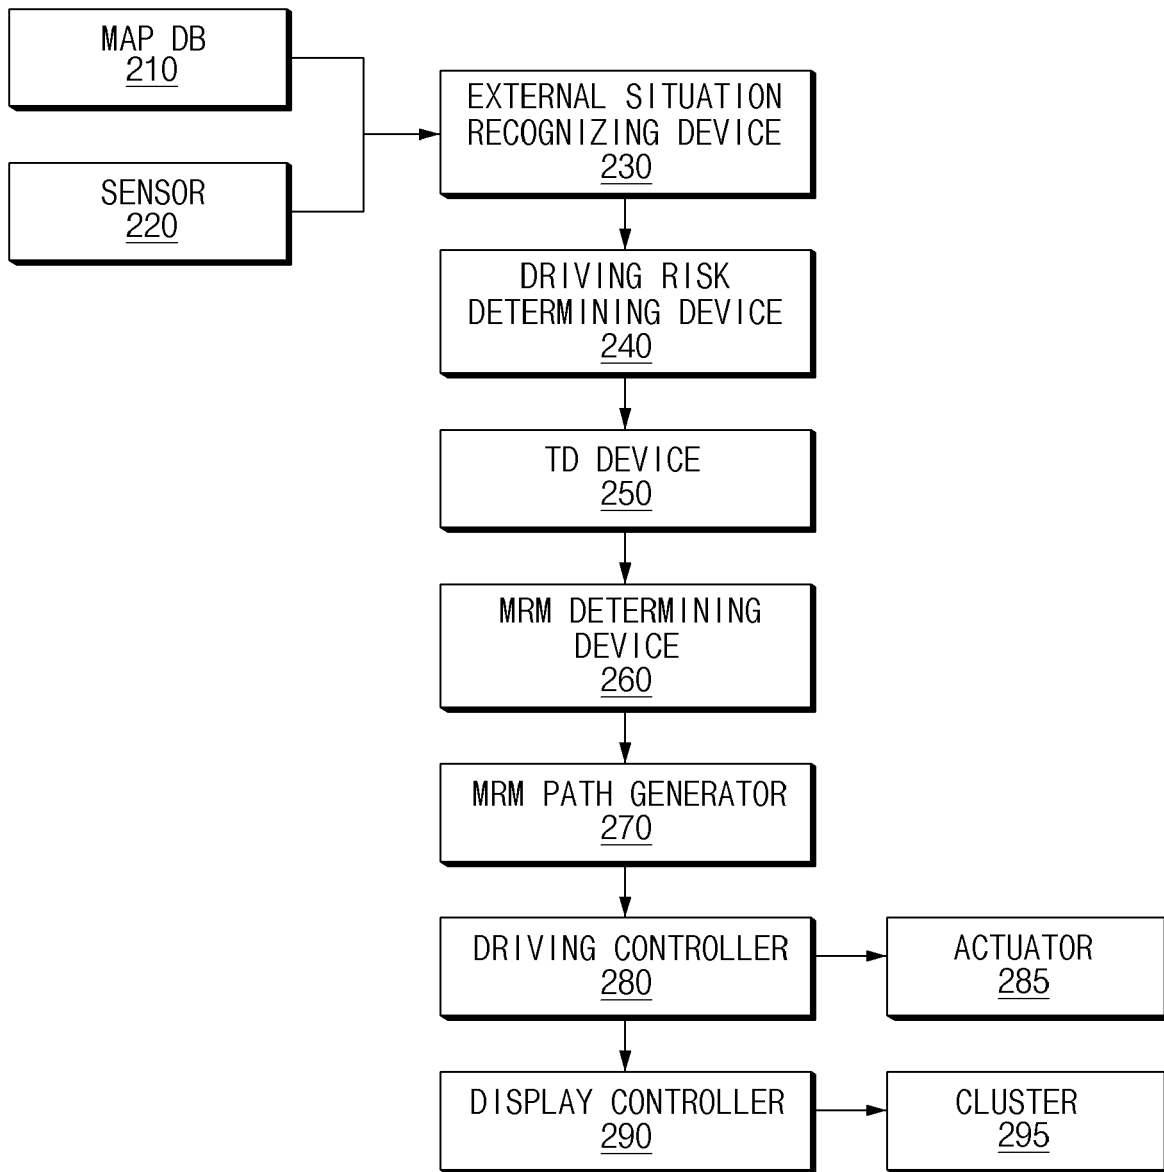 MAP DB
210
SENSOR
220
EXTERNAL SITUATION
RECOGNIZING DEVICE
230
DRIVING RISK
DETERMINING DEVICE
240
TD DEVICE
250
MRM DETERMINING
DEVICE
260
MRM PATH GENERATOR
270
DRIVING CONTROLLER
280
ACTUATOR
285
DISPLAY CONTROLLER
290
CLUSTER
295